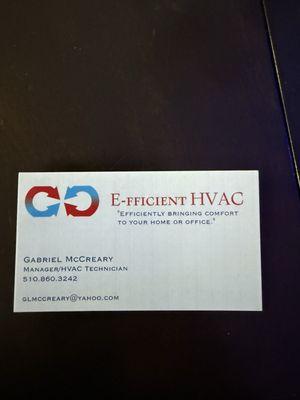 E-fficient HVAC
"Efficiently bringing comfort
to your home or office."
Gabriel McCreary
Manager/HVAC Technician
510.860.3242
glmccreary@yahoo.com